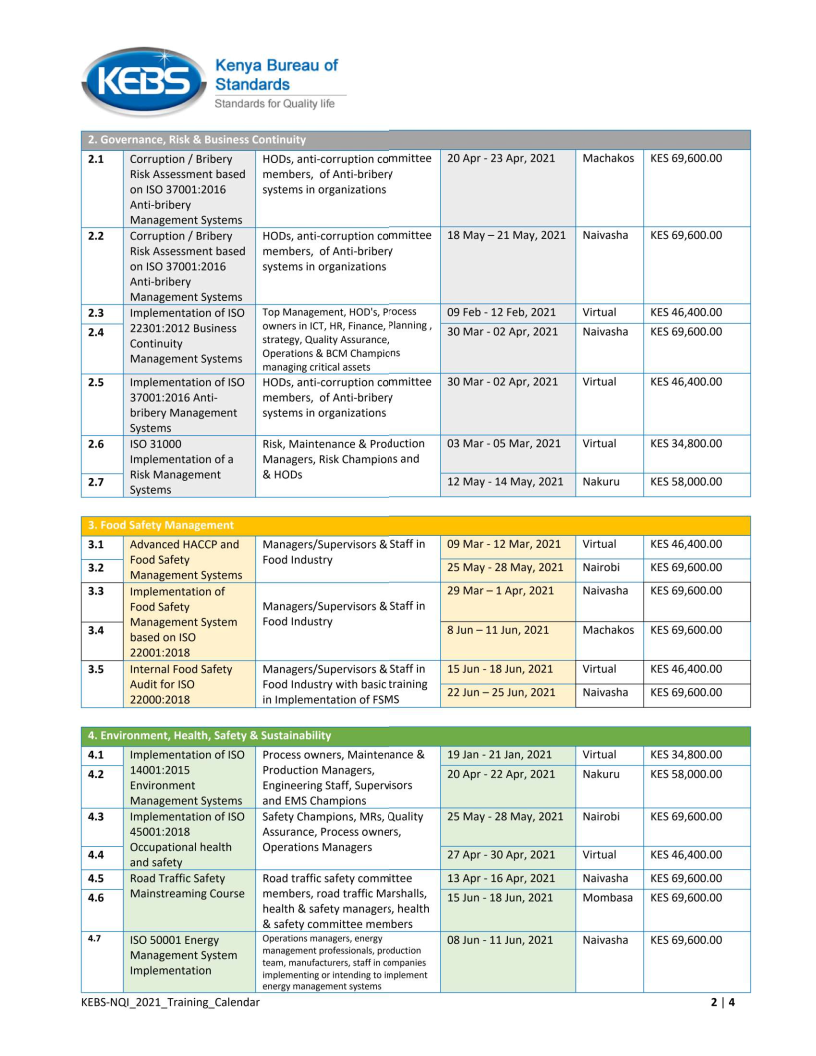 KEBS
Kenya Bureau of
Standards
Standards for Quality life
2. Governance, Risk & Business Continuity
2.1
Corruption / Bribery
Risk Assessment based
on ISO 37001:2016
Anti-bribery
Management Systems
HODs, anti-corruption committee
members,  of Anti-bribery
systems in organizations
20 Apr - 23 Apr, 2021
Machakos
KES 69,600.00
2.2
Corruption / Bribery
Risk Assessment based
on ISO 37001:2016
Anti-bribery
Management Systems
HODs, anti-corruption committee
members,  of Anti-bribery
systems in organizations
18 May – 21 May, 2021
Naivasha
KES 69,600.00
2.3
Implementation of ISO
22301:2012 Business
Continuity
Management Systems
Top Management, HOD's, Process
owners in ICT, HR, Finance, Planning ,
strategy, Quality Assurance,
Operations & BCM Champions
managing critical assets
09 Feb - 12 Feb, 2021
Virtual
KES 46,400.00
2.4
30 Mar - 02 Apr, 2021
Naivasha
KES 69,600.00
2.5
Implementation of ISO
37001:2016 Anti-
bribery Management
Systems
HODs, anti-corruption committee
members,  of Anti-bribery
systems in organizations
30 Mar - 02 Apr, 2021
Virtual
KES 46,400.00
2.6
ISO 31000
Implementation of a
Risk Management
Systems
Risk, Maintenance & Production
Managers, Risk Champions and
& HODs
03 Mar - 05 Mar, 2021
Virtual
KES 34,800.00
2.7
12 May - 14 May, 2021
Nakuru
KES 58,000.00
3. Food Safety Management
3.1
Advanced HACCP and
Food Safety
Management Systems
Managers/Supervisors & Staff in
Food Industry
09 Mar - 12 Mar, 2021
Virtual
KES 46,400.00
3.2
25 May - 28 May, 2021
Nairobi
KES 69,600.00
3.3
Implementation of
Food Safety
Management System
based on ISO
22001:2018
Managers/Supervisors & Staff in
Food Industry
29 Mar – 1 Apr, 2021
Naivasha
KES 69,600.00
3.4
8 Jun – 11 Jun, 2021
Machakos
KES 69,600.00
3.5
Internal Food Safety
Audit for ISO
22000:2018
Managers/Supervisors & Staff in
Food Industry with basic training
in Implementation of FSMS
15 Jun - 18 Jun, 2021
Virtual
KES 46,400.00
22 Jun – 25 Jun, 2021
Naivasha
KES 69,600.00
4. Environment, Health, Safety & Sustainability
4.1
Implementation of ISO
14001:2015
Environment
Management Systems
Process owners, Maintenance &
Production Managers,
Engineering Staff, Supervisors
and EMS Champions
19 Jan - 21 Jan, 2021
Virtual
KES 34,800.00
4.2
20 Apr - 22 Apr, 2021
Nakuru
KES 58,000.00
4.3
Implementation of ISO
45001:2018
Occupational health
and safety
Safety Champions, MRs, Quality
Assurance, Process owners,
Operations Managers
25 May - 28 May, 2021
Nairobi
KES 69,600.00
4.4
27 Apr - 30 Apr, 2021
Virtual
KES 46,400.00
4.5
Road Traffic Safety
Mainstreaming Course
Road traffic safety committee
members, road traffic Marshalls,
health & safety managers, health
& safety committee members
13 Apr - 16 Apr, 2021
Naivasha
KES 69,600.00
4.6
15 Jun - 18 Jun, 2021
Mombasa
KES 69,600.00
4.7
ISO 50001 Energy
Management System
Implementation
Operations managers, energy
management professionals, production
team, manufacturers, staff in companies
implementing or intending to implement
energy management systems
08 Jun - 11 Jun, 2021
Naivasha
KES 69,600.00
KEBS-NQI_2021_Training_Calendar
2 | 4